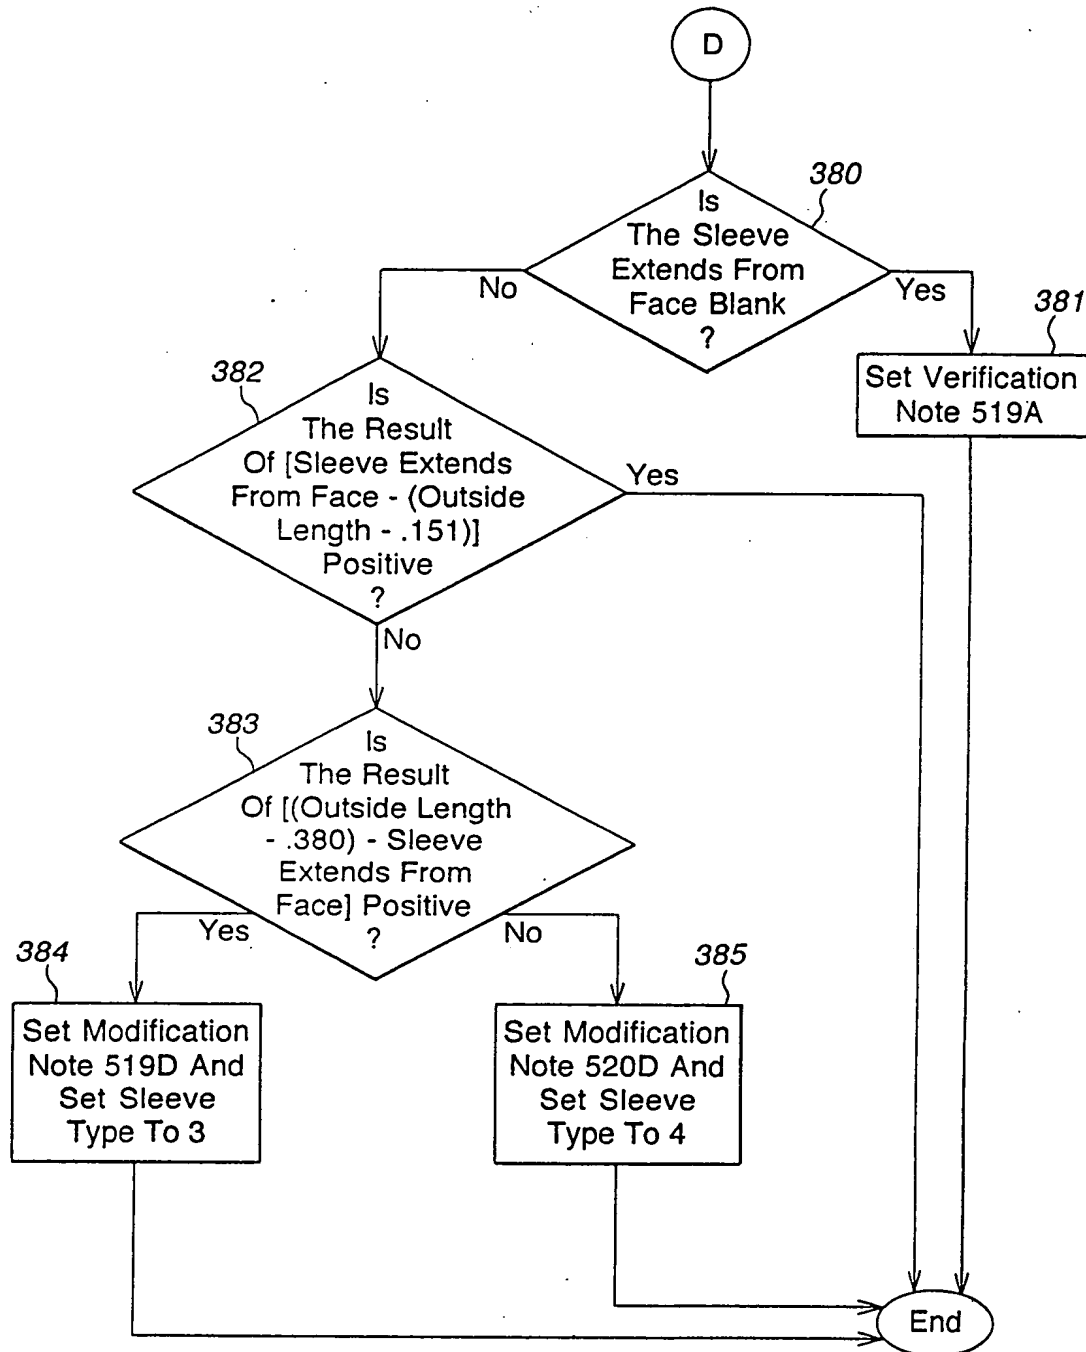 D
380
Is
The Sleeve
Extends From
Face Blank
?
No
Yes
381
Set Verification
Note 519A
382
Is
The Result
Of [Sleeve Extends
From Face - (Outside
Length - .151)]
Positive
?
Yes
No
383
Is
The Result
Of [(Outside Length
- .380) - Sleeve
Extends From
Face] Positive
?
Yes
No
384
Set Modification
Note 519D And
Set Sleeve
Type To 3
385
Set Modification
Note 520D And
Set Sleeve
Type To 4
End